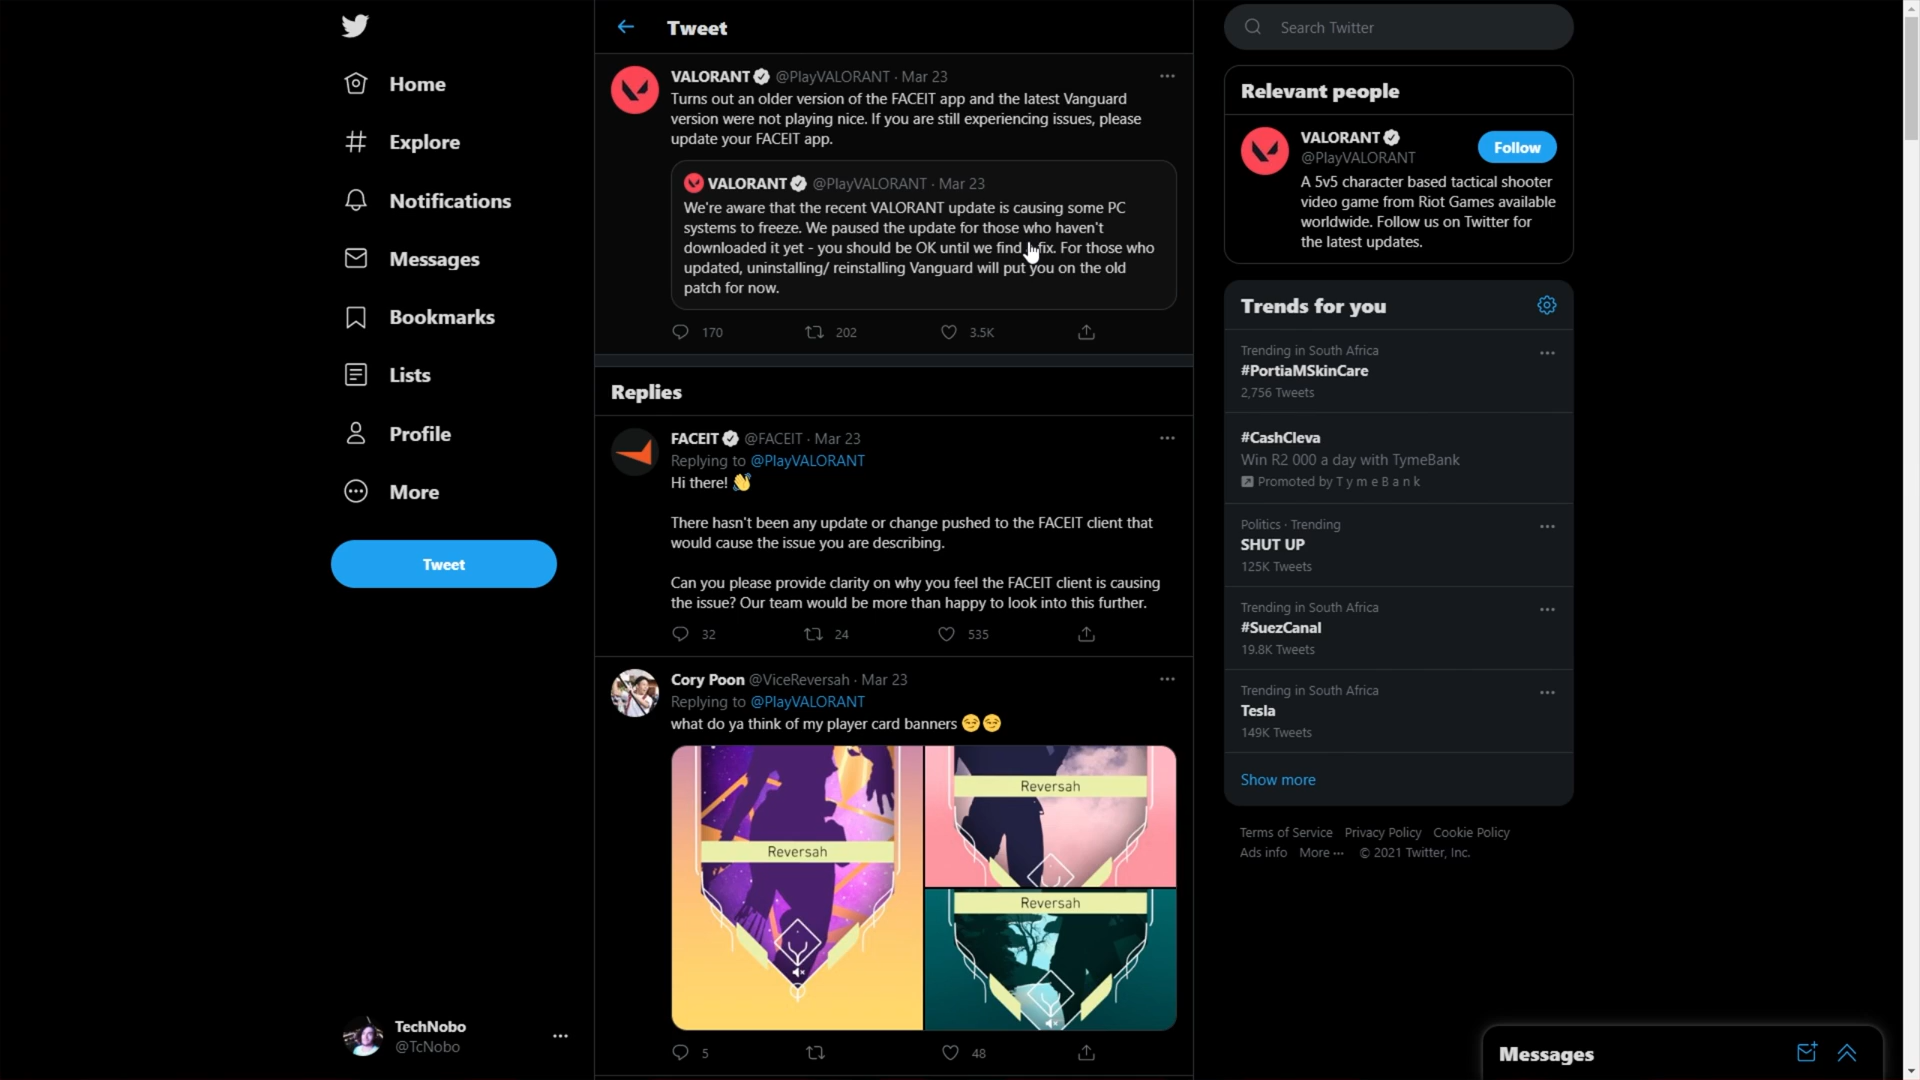 Home
Explore
Notifications
Messages
Bookmarks
Lists
Profile
More
Tweet
TechNobo
@TcNobo
Tweet
VALORANT @PlayVALORANT · Mar 23
Turns out an older version of the FACEIT app and the latest Vanguard
version were not playing nice. If you are still experiencing issues, please
update your FACEIT app.
VALORANT @PlayVALORANT · Mar 23
We're aware that the recent VALORANT update is causing some PC
systems to freeze. We paused the update for those who haven't
downloaded it yet - you should be OK until we find fix. For those who
updated, uninstalling/ reinstalling Vanguard will put you on the old
patch for now.
170 202 3.5K
Replies
FACEIT @FACEIT · Mar 23
Replying to @PlayVALORANT
Hi there! 👋
There hasn't been any update or change pushed to the FACEIT client that
would cause the issue you are describing.
Can you please provide clarity on why you feel the FACEIT client is causing
the issue? Our team would be more than happy to look into this further.
32 24 535
Cory Poon @ViceReversah · Mar 23
Replying to @PlayVALORANT
what do ya think of my player card banners 😏😏
Reversah
Reversah
Reversah
5 48
Search Twitter
Relevant people
VALORANT
@PlayVALORANT
Follow
A 5v5 character based tactical shooter
video game from Riot Games available
worldwide. Follow us on Twitter for
the latest updates.
Trends for you
Trending in South Africa
#PortiaMSkinCare
2,756 Tweets
#CashCleva
Win R2 000 a day with TymeBank
Promoted by T y m e B a n k
Politics · Trending
SHUT UP
125K Tweets
Trending in South Africa
#SuezCanal
19.8K Tweets
Trending in South Africa
Tesla
149K Tweets
Show more
Terms of Service Privacy Policy Cookie Policy
Ads info More ··· © 2021 Twitter, Inc.
Messages